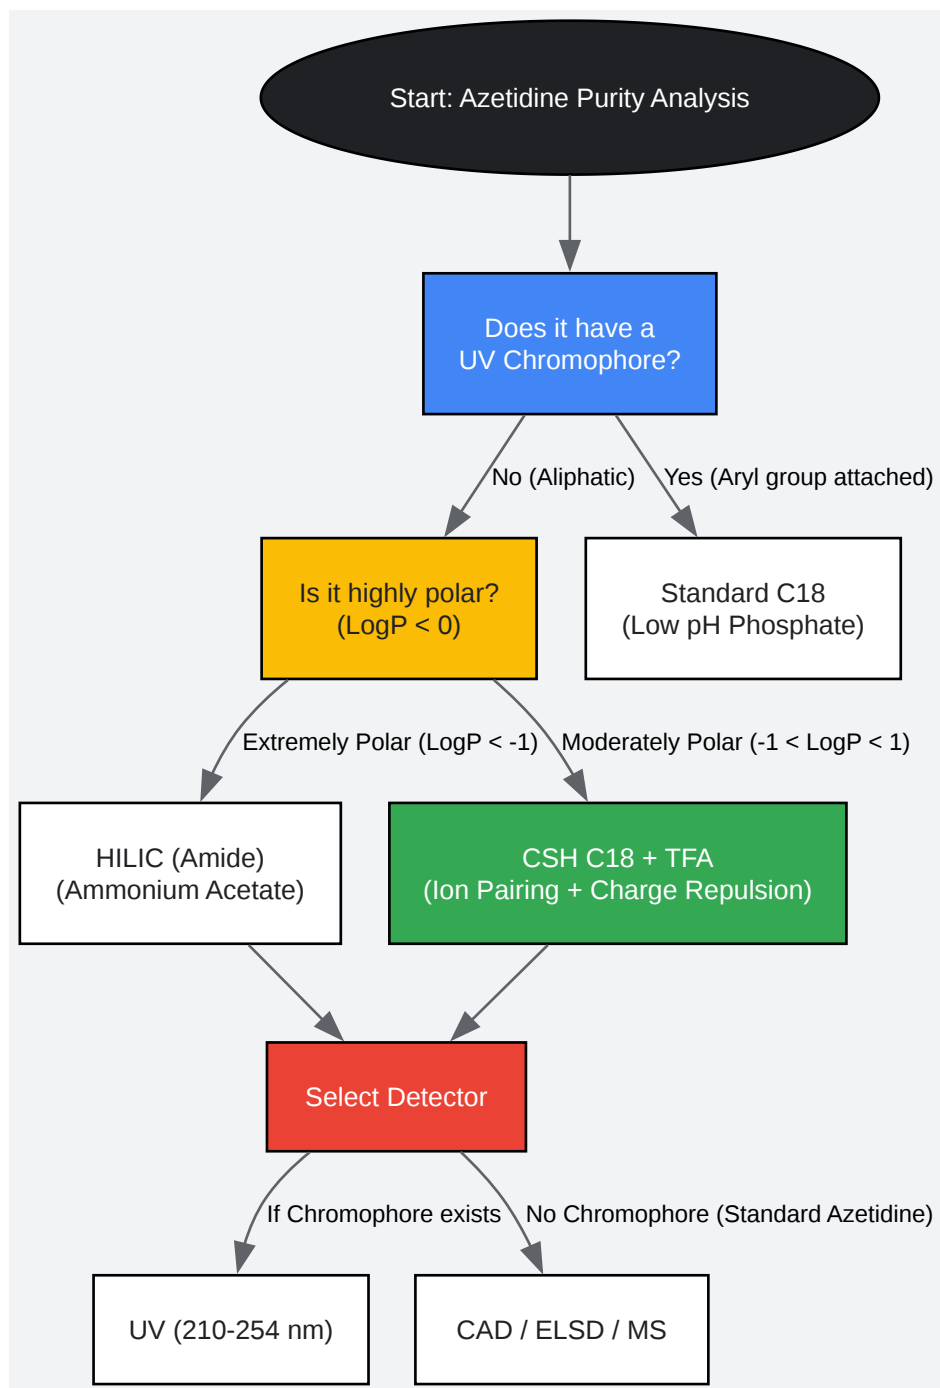 Start: Azetidine Purity Analysis
Does it have a
UV Chromophore?
No (Aliphatic)
Yes (Aryl group attached)
Is it highly polar?
(LogP < 0)
Standard C18
(Low pH Phosphate)
Extremely Polar (LogP < -1)
Moderately Polar (-1 < LogP < 1)
HILIC (Amide)
(Ammonium Acetate)
CSH C18 + TFA
(Ion Pairing + Charge Repulsion)
Select Detector
If Chromophore exists
No Chromophore (Standard Azetidine)
UV (210-254 nm)
CAD / ELSD / MS